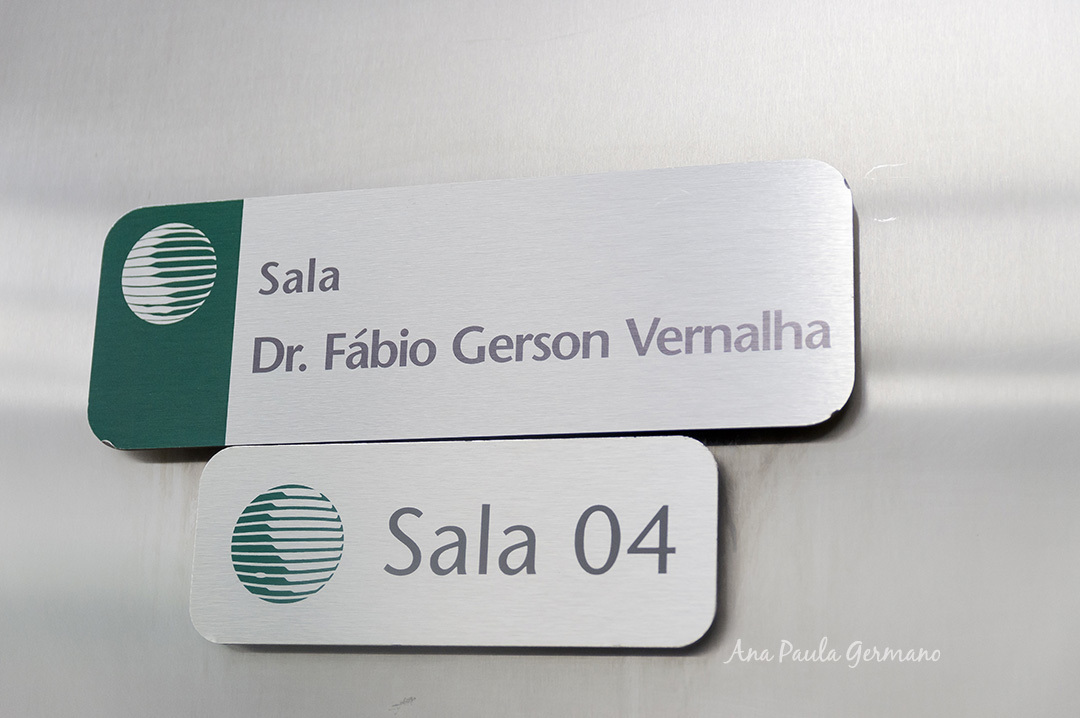 Sala
Dr. Fábio Gerson Vernalha
Sala 04
Ana Paula Germano